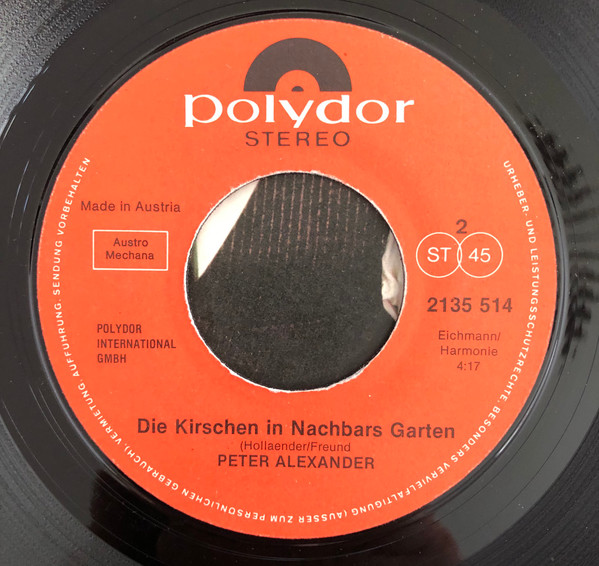 polydor
STEREO
Made in Austria
Austro
Mechana
2
ST 45
2135 514
POLYDOR
INTERNATIONAL
GMBH
Eichmann/
Harmonie
4:17
Die Kirschen in Nachbars Garten
(Hollaender/Freund
PETER ALEXANDER
URHEBER- UND LEISTUNGSSCHUTZRECHTE, BESONDERS VERVIELFÄLTIGUNG (AUSSER ZUM PERSÖNLICHEN GEBRAUCH), VERMIETUNG, AUFFÜHRUNG, SENDUNG VORBEHALTEN